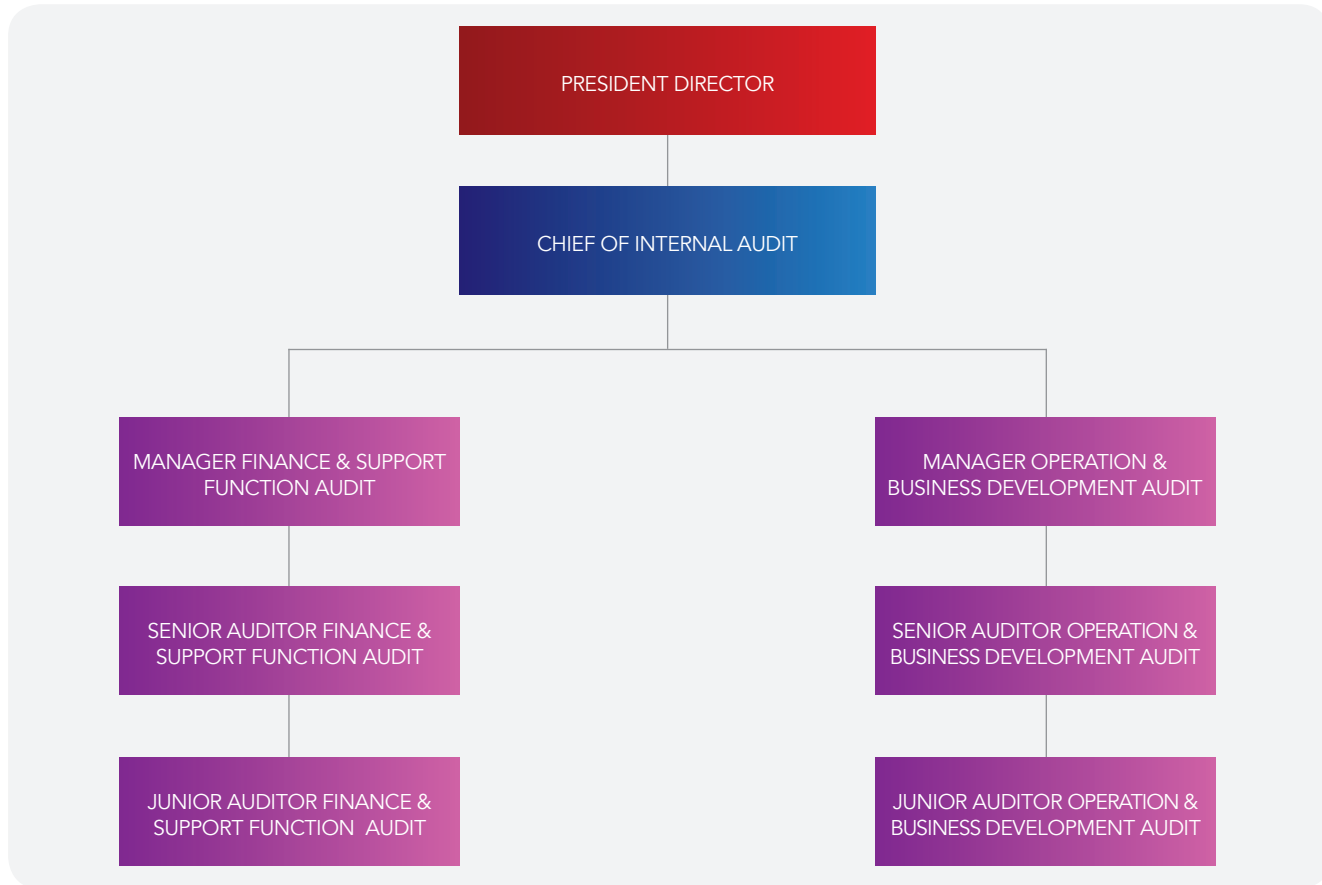 PRESIDENT DIRECTOR
CHIEF OF INTERNAL AUDIT
MANAGER FINANCE & SUPPORT
FUNCTION AUDIT
MANAGER OPERATION &
BUSINESS DEVELOPMENT AUDIT
SENIOR AUDITOR FINANCE &
SUPPORT FUNCTION AUDIT
SENIOR AUDITOR OPERATION &
BUSINESS DEVELOPMENT AUDIT
JUNIOR AUDITOR FINANCE &
SUPPORT FUNCTION AUDIT
JUNIOR AUDITOR OPERATION &
BUSINESS DEVELOPMENT AUDIT